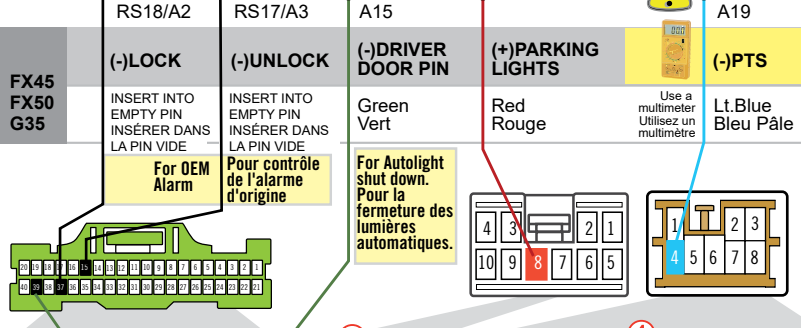 RS18/A2
RS17/A3
A15
A19
FX45
FX50
G35
(-)LOCK
(-)UNLOCK
(-)DRIVER
DOOR PIN
(+)PARKING
LIGHTS
000
(-)PTS
INSERT INTO
EMPTY PIN
INSÉRER DANS
LA PIN VIDE
INSERT INTO
EMPTY PIN
INSÉRER DANS
LA PIN VIDE
Green
Vert
Red
Rouge
Use a
multimeter
Utilisez un
multimètre
Lt.Blue
Bleu Pâle
For OEM
Alarm
Pour contrôle
de l'alarme
d'origine
For Autolight
shut down.
Pour la
fermeture des
lumières
automatiques.
20 19 18 17 16 15 14 13 12 11 10 9 8 7 6 5 4 3 2 1
40 39 38 37 36 35 34 33 32 31 30 29 28 27 26 25 24 23 22 21
4 3 2 1
10 9 8 7 6 5
1 2 3
4 5 6 7 8